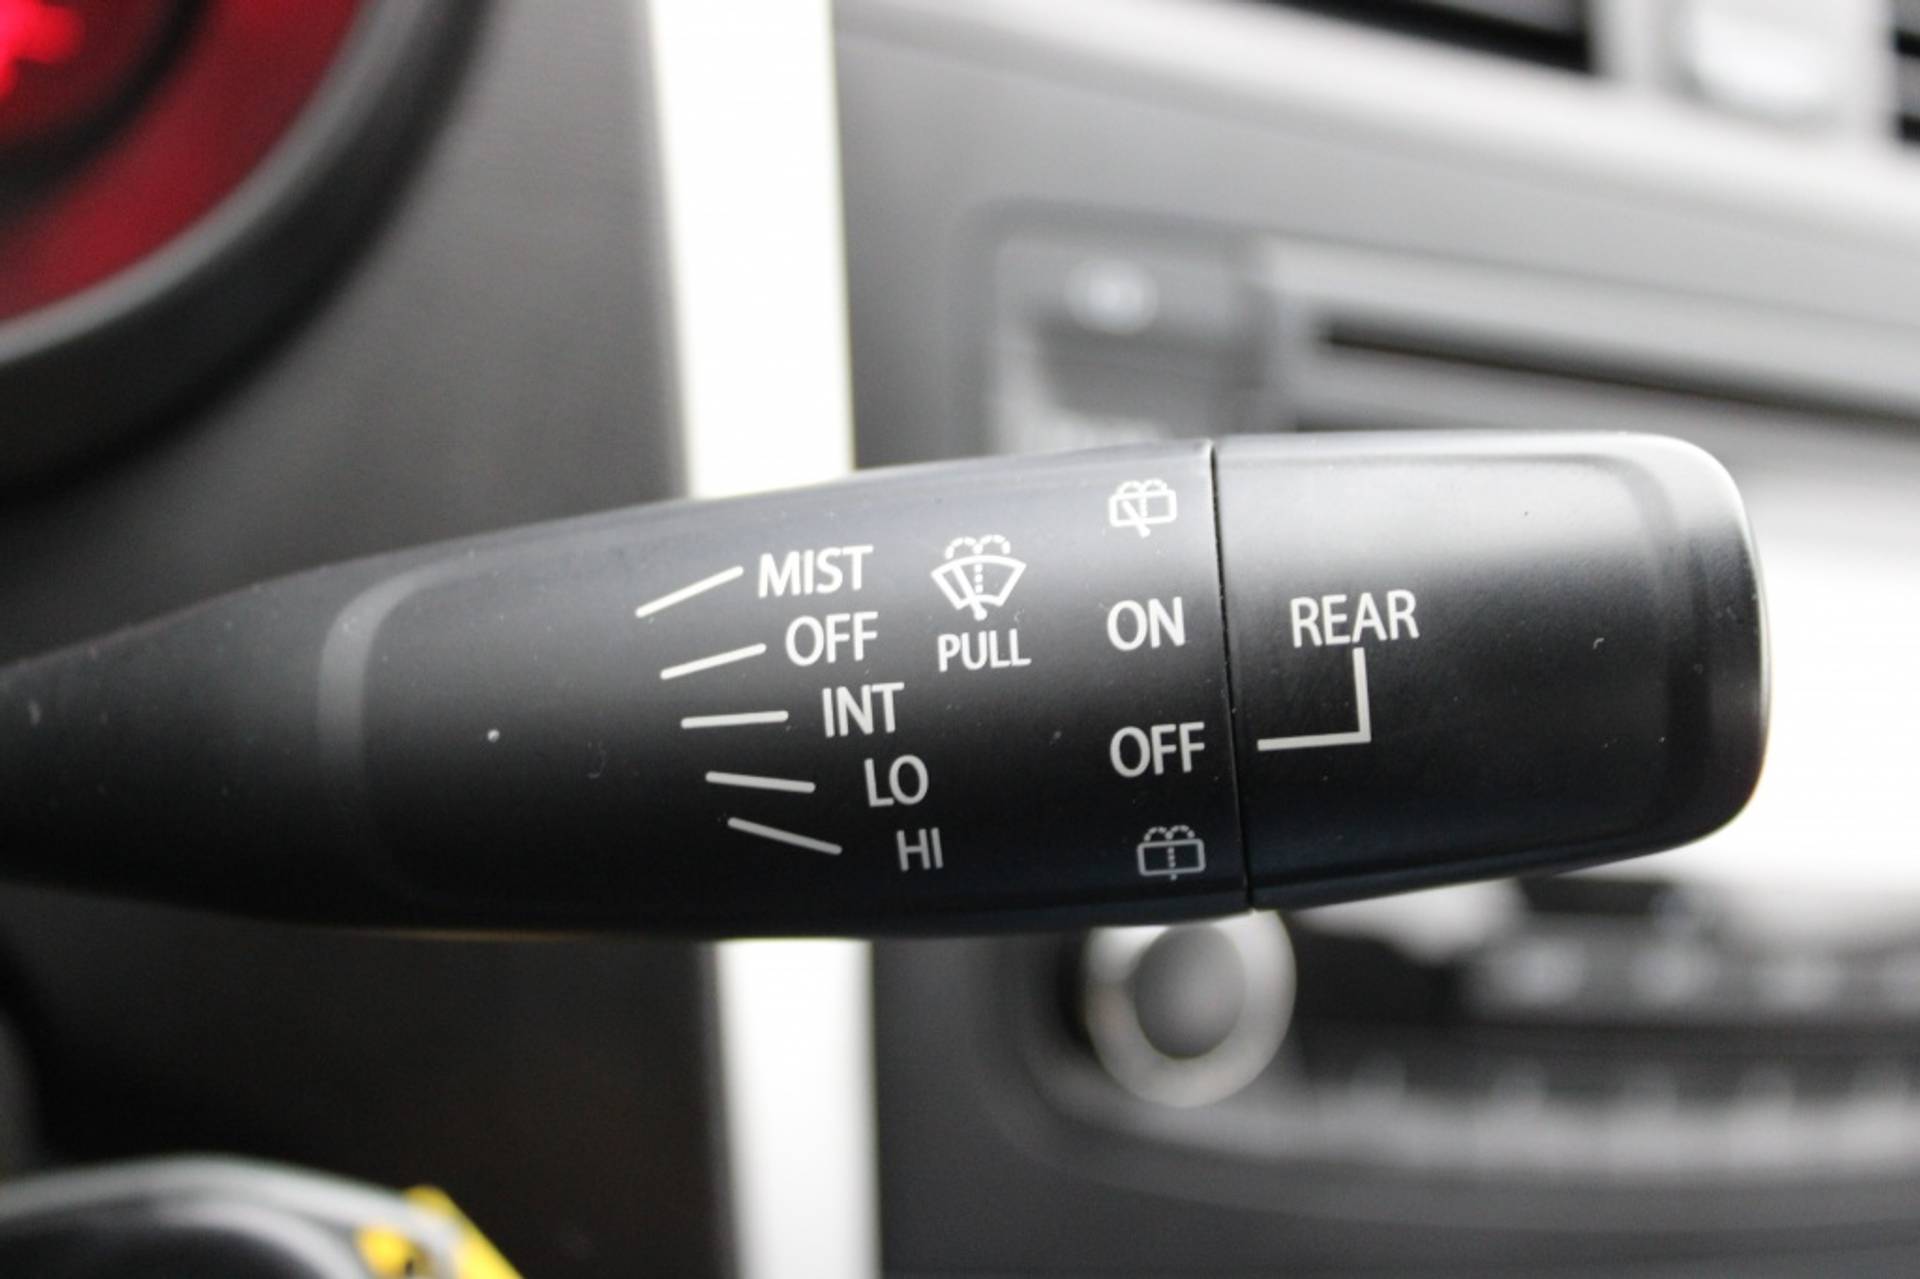 MIST
OFF
INT
LO
HI
PULL
ON
OFF
REAR